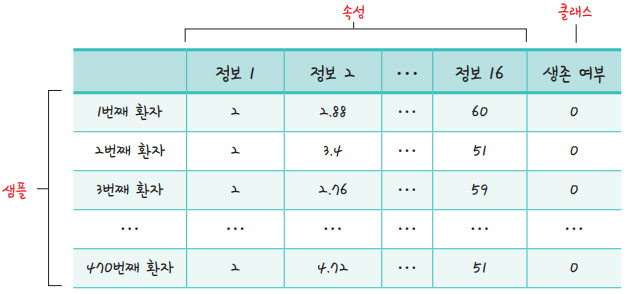 속성
클래스
정보 1 정보 2 ... 정보 16 생존 여부
샘플
1번째 환자 2 2.88 ... 60 0
2번째 환자 2 3.4 ... 51 0
3번째 환자 2 2.76 ... 59 0
... ... ... ... ... ...
470번째 환자 2 4.72 ... 51 0